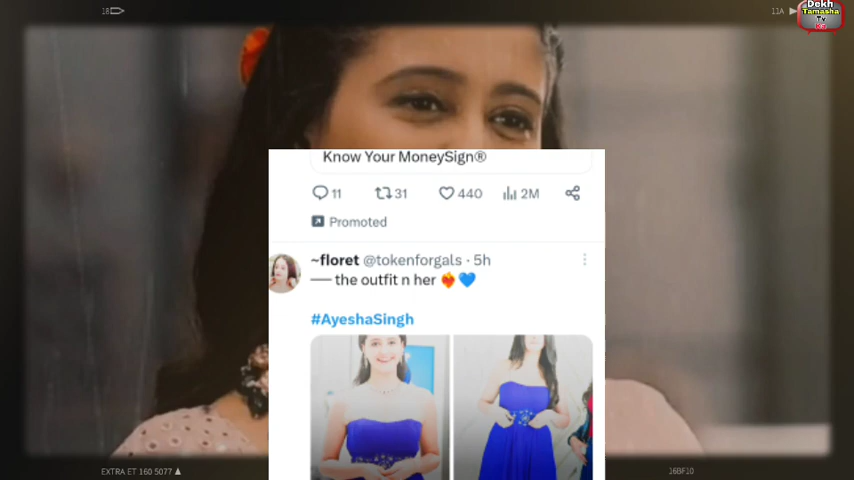 18
11A
Dekh
Tamasha
Tv
Know Your MoneySign®
11 31 440 2M
Promoted
~floret @tokenforgals · 5h
— the outfit n her ❤️‍🔥💙
#AyeshaSingh
EXTRA ET 160 5077